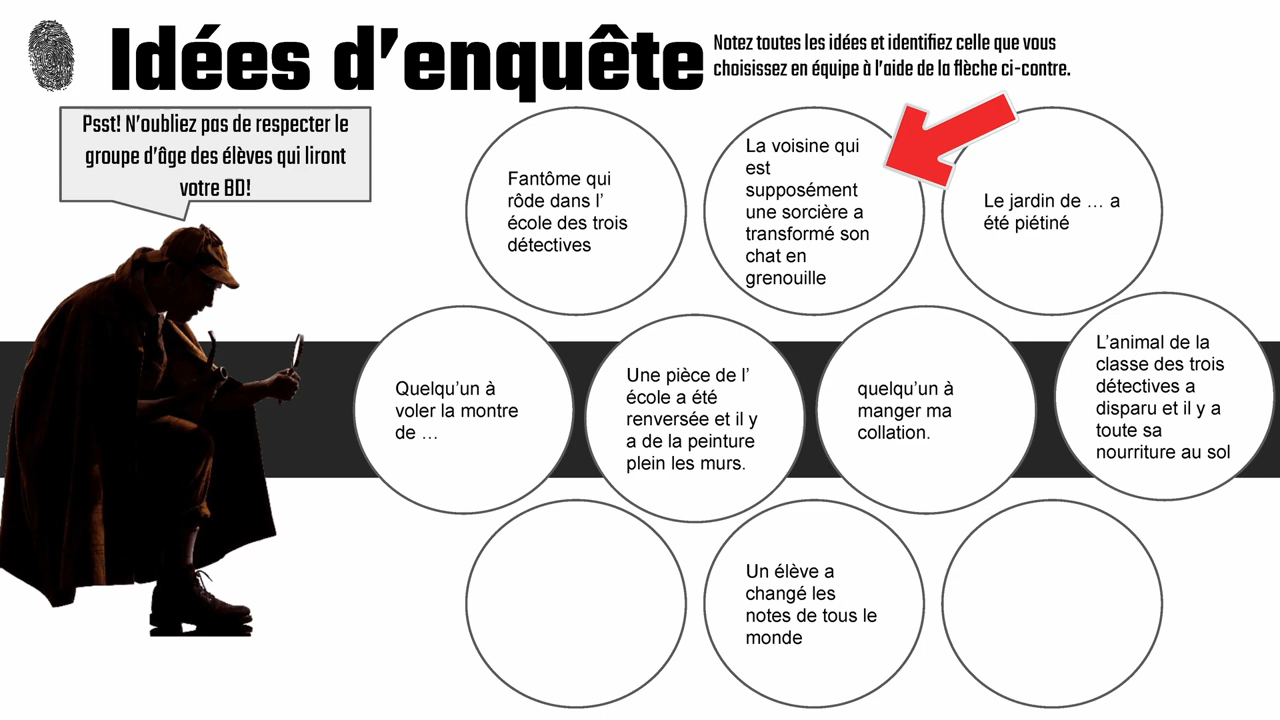 Idées d'enquête
Notez toutes les idées et identifiez celle que vous
choisissez en équipe à l'aide de la flèche ci-contre.
Psst! N'oubliez pas de respecter le
groupe d'âge des élèves qui liront
votre BD!
Fantôme qui
rôde dans l'
école des trois
détectives
La voisine qui
est
supposément
une sorcière a
transformé son
chat en
grenouille
Le jardin de … a
été piétiné
Quelqu'un à
voler la montre
de …
Une pièce de l'
école a été
renversée et il y
a de la peinture
plein les murs.
quelqu'un à
manger ma
collation.
L'animal de la
classe des trois
détectives a
disparu et il y a
toute sa
nourriture au sol
Un élève a
changé les
notes de tous le
monde